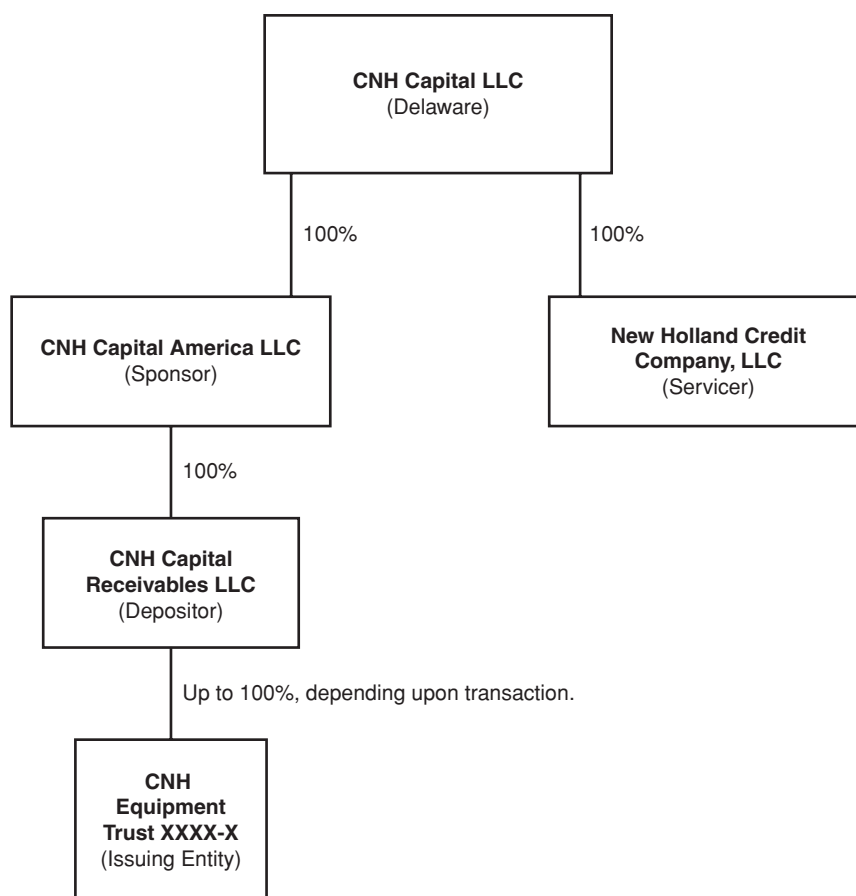 CNH Capital LLC
(Delaware)
100%
100%
CNH Capital America LLC
(Sponsor)
New Holland Credit
Company, LLC
(Servicer)
100%
CNH Capital
Receivables LLC
(Depositor)
Up to 100%, depending upon transaction.
CNH
Equipment
Trust XXXX-X
(Issuing Entity)